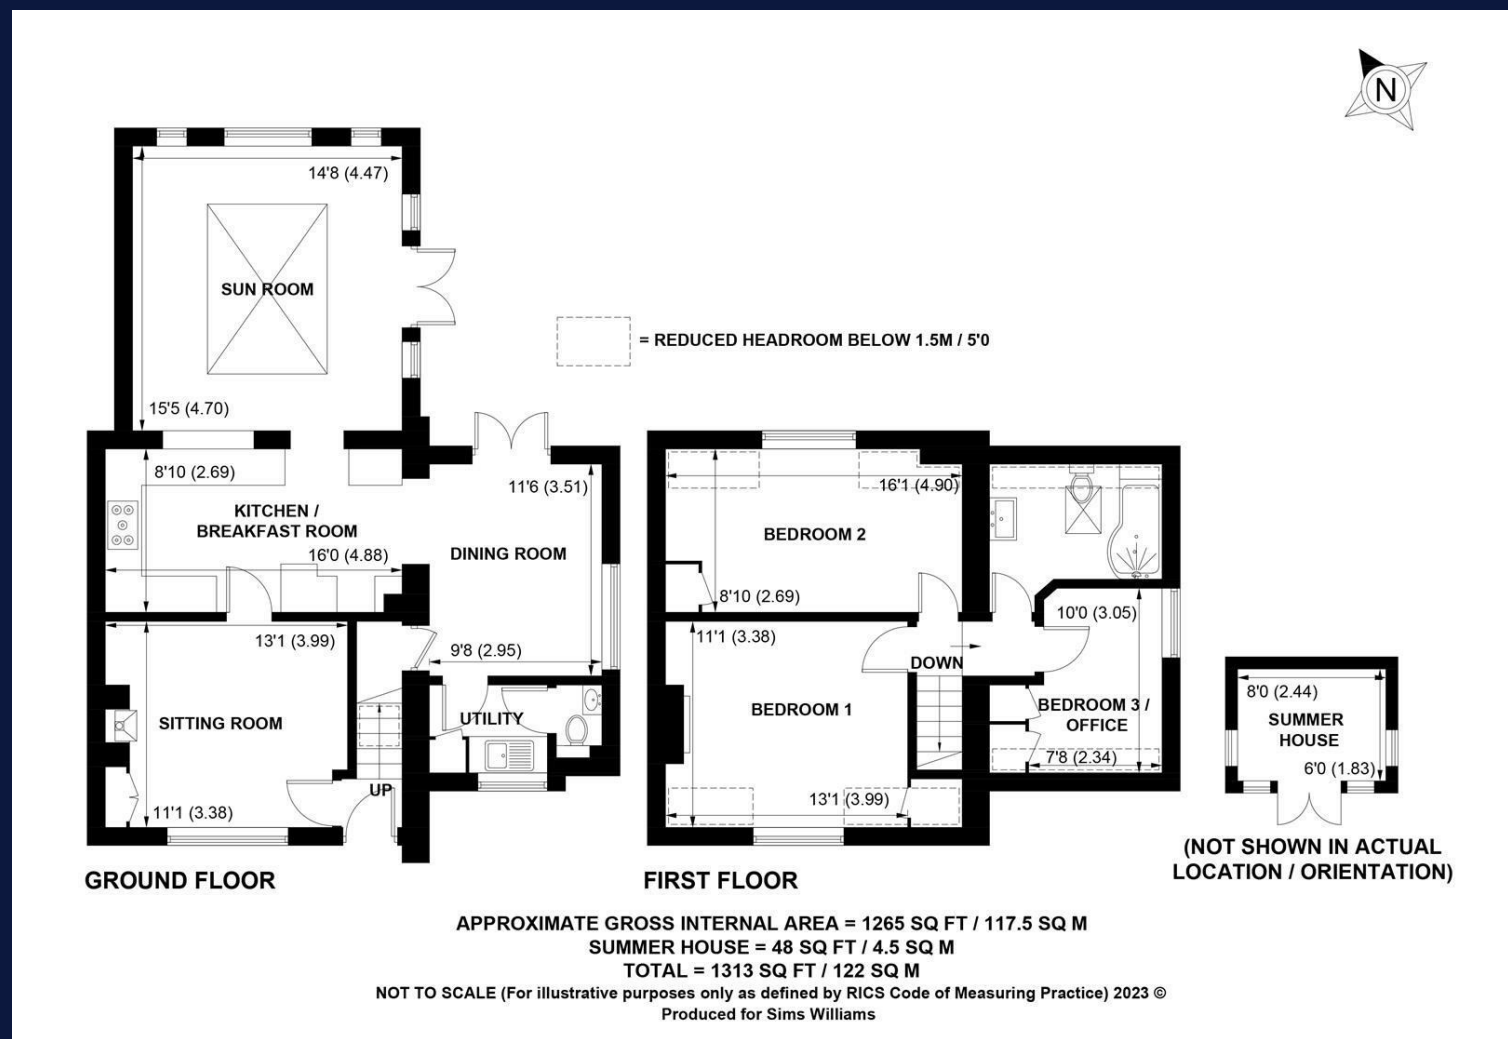 N
14'8 (4.47)
SUN ROOM
15'5 (4.70)
= REDUCED HEADROOM BELOW 1.5M / 5'0
8'10 (2.69)
KITCHEN /
BREAKFAST ROOM
16'0 (4.88)
11'6 (3.51)
DINING ROOM
9'8 (2.95)
13'1 (3.99)
SITTING ROOM
11'1 (3.38)
UTILITY
UP
GROUND FLOOR
16'1 (4.90)
BEDROOM 2
8'10 (2.69)
11'1 (3.38)
BEDROOM 1
13'1 (3.99)
DOWN
10'0 (3.05)
BEDROOM 3 /
OFFICE
7'8 (2.34)
FIRST FLOOR
8'0 (2.44)
SUMMER
HOUSE
6'0 (1.83)
(NOT SHOWN IN ACTUAL
LOCATION / ORIENTATION)
APPROXIMATE GROSS INTERNAL AREA = 1265 SQ FT / 117.5 SQ M
SUMMER HOUSE = 48 SQ FT / 4.5 SQ M
TOTAL = 1313 SQ FT / 122 SQ M
NOT TO SCALE (For illustrative purposes only as defined by RICS Code of Measuring Practice) 2023 ©
Produced for Sims Williams